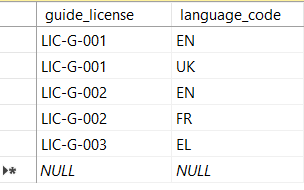 guide_license language_code
LIC-G-001 EN
LIC-G-001 UK
LIC-G-002 EN
LIC-G-002 FR
LIC-G-003 EL
NULL NULL